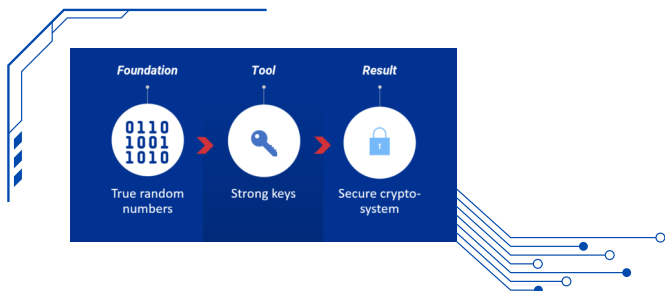 Foundation
Tool
Result
0110
1001
1010
True random
numbers
Strong keys
Secure crypto-
system